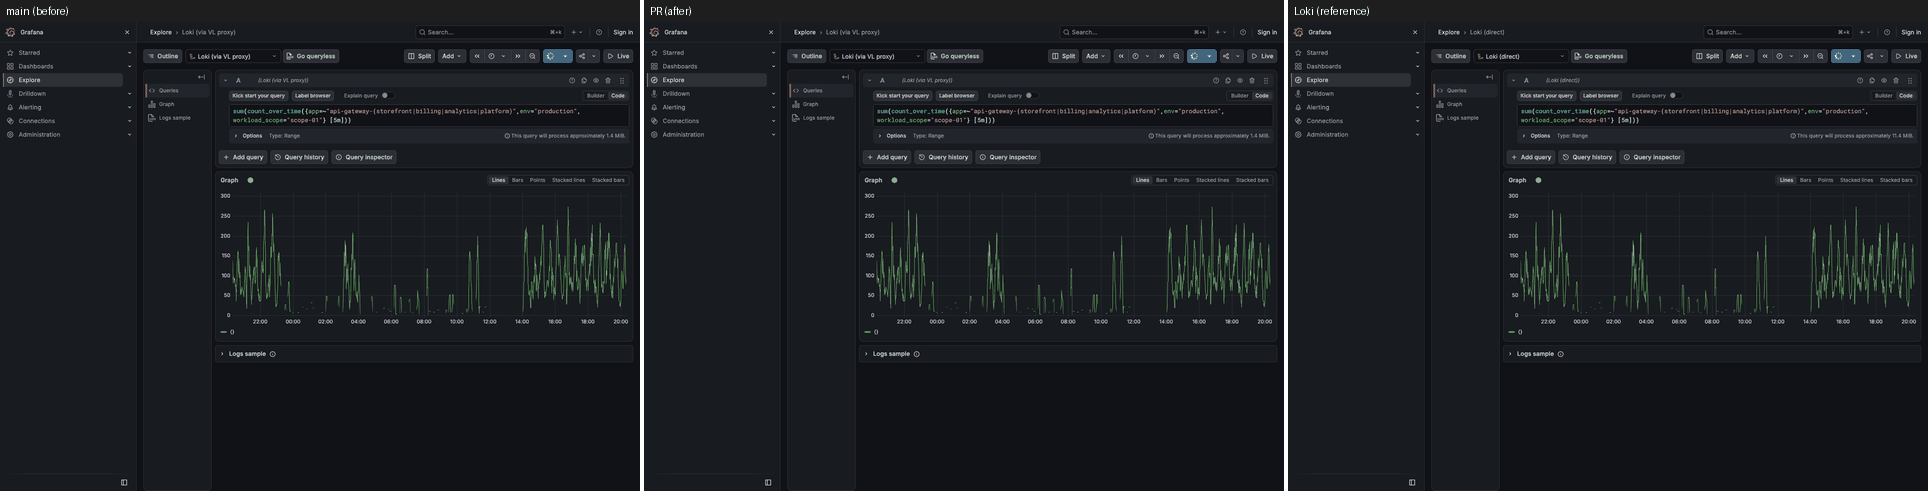 main (before)
Grafana
Starred
Dashboards
Explore
Drilldown
Alerting
Connections
Administration
Explore › Loki (via VL proxy)
Search... ⌘+k
Sign in
Outline
Loki (via VL proxy)
Go queryless
Split
Add
Live
Queries
Graph
Logs sample
A (Loki (via VL proxy))
Kick start your query
Label browser
Explain query
Builder
Code
sum(count_over_time({app=~"api-gateway-(storefront|billing|analytics|platform)",env="production",
workload_scope="scope-01"} [5m]))
Options Type: Range
This query will process approximately 1.4 MiB.
+ Add query
Query history
Query inspector
Graph
Lines Bars Points Stacked lines Stacked bars
300
250
200
150
100
50
0
22:00 00:00 02:00 04:00 06:00 08:00 10:00 12:00 14:00 16:00 18:00 20:00
{}
Logs sample
PR (after)
Grafana
Starred
Dashboards
Explore
Drilldown
Alerting
Connections
Administration
Explore › Loki (via VL proxy)
Search... ⌘+k
Sign in
Outline
Loki (via VL proxy)
Go queryless
Split
Add
Live
Queries
Graph
Logs sample
A (Loki (via VL proxy))
Kick start your query
Label browser
Explain query
Builder
Code
sum(count_over_time({app=~"api-gateway-(storefront|billing|analytics|platform)",env="production",
workload_scope="scope-01"} [5m]))
Options Type: Range
This query will process approximately 1.4 MiB.
+ Add query
Query history
Query inspector
Graph
Lines Bars Points Stacked lines Stacked bars
300
250
200
150
100
50
0
22:00 00:00 02:00 04:00 06:00 08:00 10:00 12:00 14:00 16:00 18:00 20:00
{}
Logs sample
Loki (reference)
Grafana
Starred
Dashboards
Explore
Drilldown
Alerting
Connections
Administration
Explore › Loki (direct)
Search... ⌘+k
Sign in
Outline
Loki (direct)
Go queryless
Split
Add
Live
Queries
Graph
Logs sample
A (Loki (direct))
Kick start your query
Label browser
Explain query
Builder
Code
sum(count_over_time({app=~"api-gateway-(storefront|billing|analytics|platform)",env="production",
workload_scope="scope-01"} [5m]))
Options Type: Range
This query will process approximately 11.4 MiB.
+ Add query
Query history
Query inspector
Graph
Lines Bars Points Stacked lines Stacked bars
300
250
200
150
100
50
0
22:00 00:00 02:00 04:00 06:00 08:00 10:00 12:00 14:00 16:00 18:00 20:00
{}
Logs sample